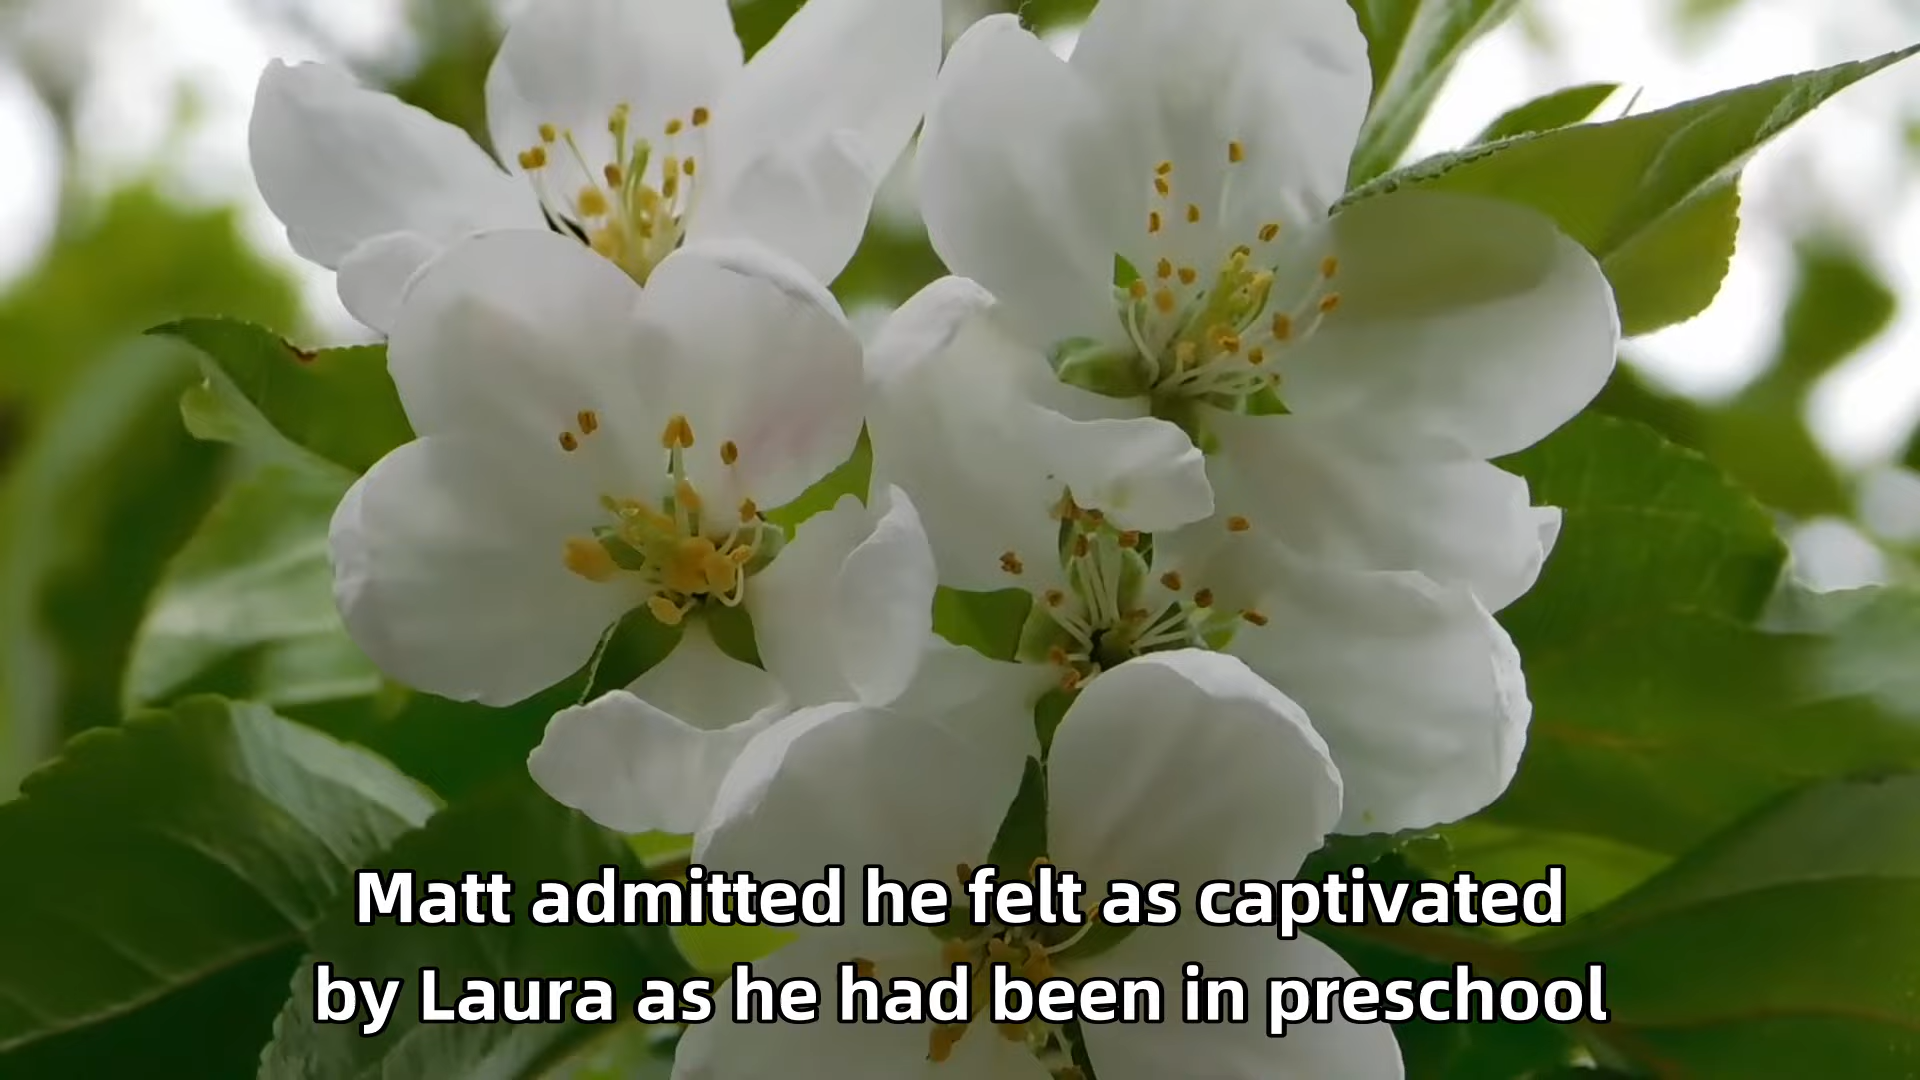 Matt admitted he felt as captivated
by Laura as he had been in preschool